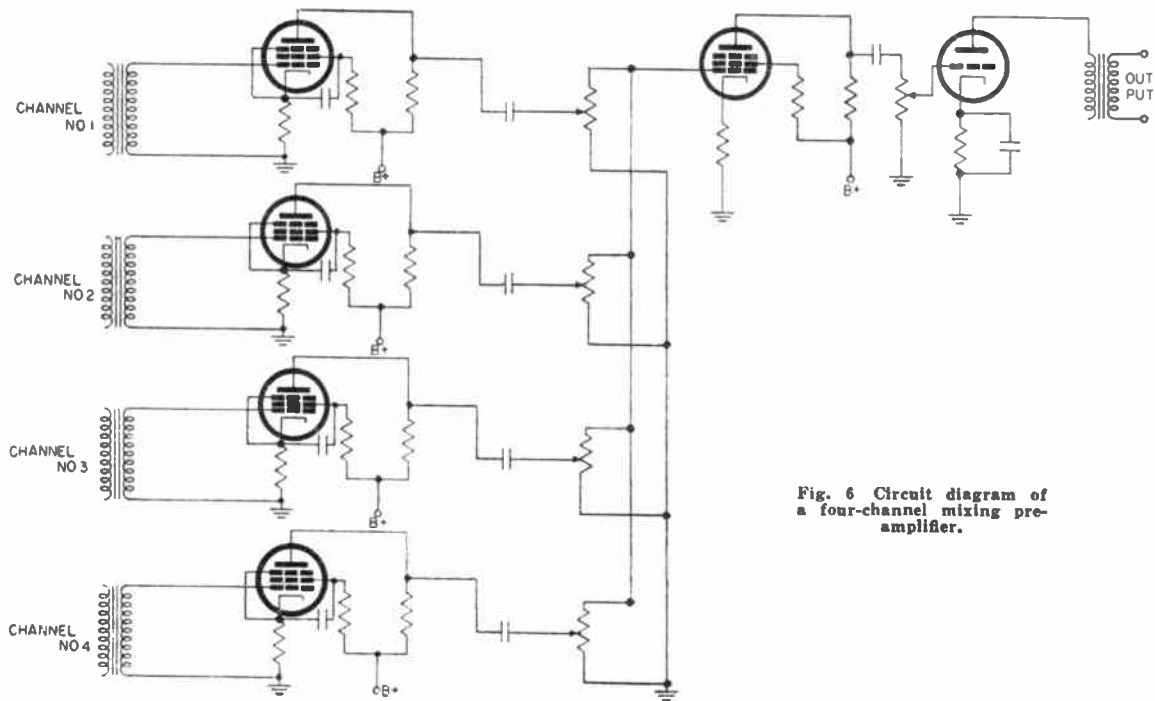 CHANNEL
NO 1
B+
OUT
PUT
B+
CHANNEL
NO 2
B+
CHANNEL
NO 3
B+
Fig. 6 Circuit diagram of
a four-channel mixing pre-
amplifier.
CHANNEL
NO 4
B+